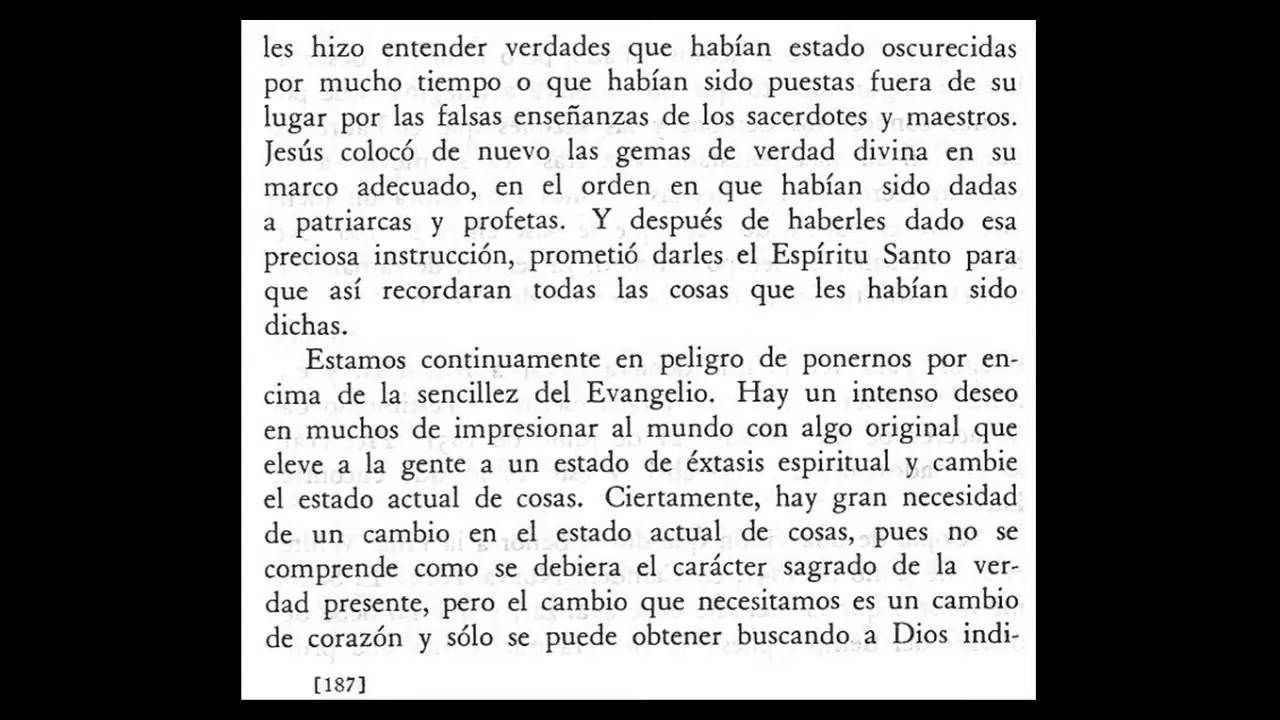 les hizo entender verdades que habían estado oscurecidas
por mucho tiempo o que habían sido puestas fuera de su
lugar por las falsas enseñanzas de los sacerdotes y maestros.
Jesús colocó de nuevo las gemas de verdad divina en su
marco adecuado, en el orden en que habían sido dadas
a patriarcas y profetas. Y después de haberles dado esa
preciosa instrucción, prometió darles el Espíritu Santo para
que así recordaran todas las cosas que les habían sido
dichas.
Estamos continuamente en peligro de ponernos por en-
cima de la sencillez del Evangelio. Hay un intenso deseo
en muchos de impresionar al mundo con algo original que
eleve a la gente a un estado de éxtasis espiritual y cambie
el estado actual de cosas. Ciertamente, hay gran necesidad
de un cambio en el estado actual de cosas, pues no se
comprende como se debiera el carácter sagrado de la ver-
dad presente, pero el cambio que necesitamos es un cambio
de corazón y sólo se puede obtener buscando a Dios indi-
[187]